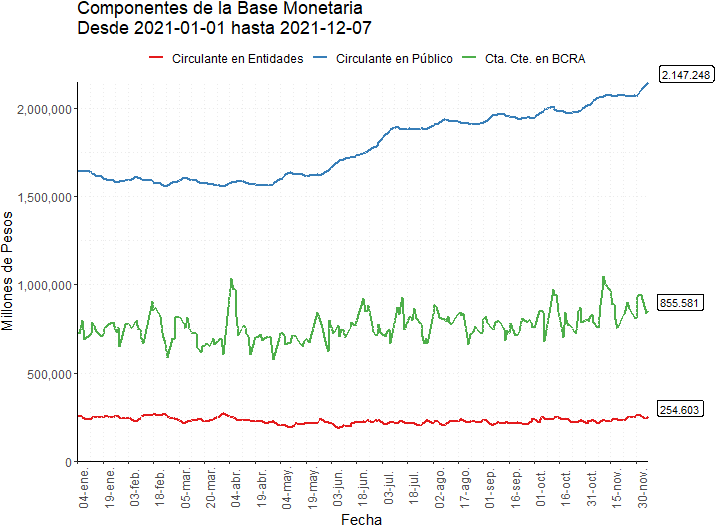 Componentes de la Base Monetaria
Desde 2021-01-01 hasta 2021-12-07
Circulante en Entidades Circulante en Público Cta. Cte. en BCRA
2.147.248
2,000,000
1,500,000
1,000,000
855.581
500,000
254.603
0
Millones de Pesos
04-ene. 19-ene. 03-feb. 18-feb. 05-mar. 20-mar. 04-abr. 19-abr. 04-may. 19-may. 03-jun. 18-jun. 03-jul. 18-jul. 02-ago. 17-ago. 01-sep. 16-sep. 01-oct. 16-oct. 31-oct. 15-nov. 30-nov.
Fecha